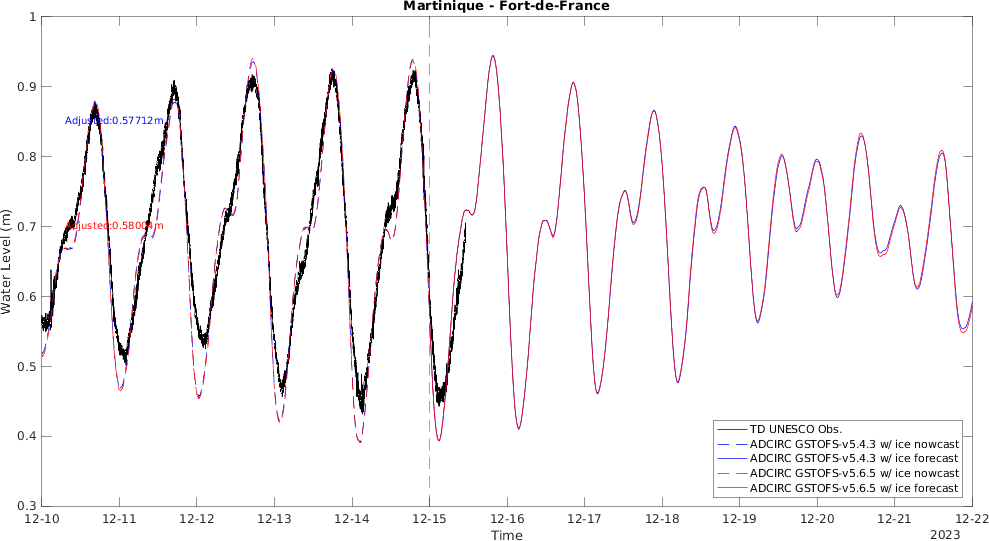 Martinique - Fort-de-France
Water Level (m)
1
0.9
0.8
0.7
0.6
0.5
0.4
0.3
Adjusted:0.57712m
Adjusted:0.58004m
TD UNESCO Obs.
ADCIRC GSTOFS-v5.4.3 w/ ice nowcast
ADCIRC GSTOFS-v5.4.3 w/ ice forecast
ADCIRC GSTOFS-v5.6.5 w/ ice nowcast
ADCIRC GSTOFS-v5.6.5 w/ ice forecast
12-10 12-11 12-12 12-13 12-14 12-15 12-16 12-17 12-18 12-19 12-20 12-21 12-22
Time
2023